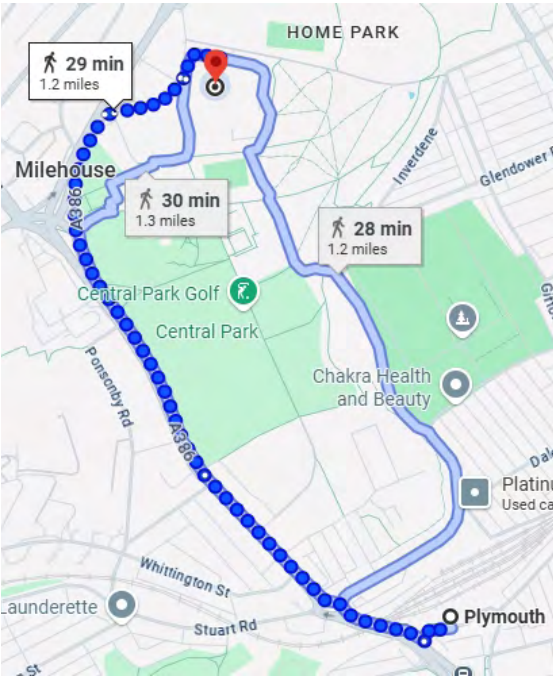 HOME PARK
29 min
1.2 miles
Inverdene
Milehouse
Glendower
30 min
1.3 miles
A386
28 min
1.2 miles
Central Park Golf
Central Park
Ponsonby Rd
Chakra Health
and Beauty
A386
Platinu
Used ca
Whittington St
Launderette
Stuart Rd
Plymouth
St